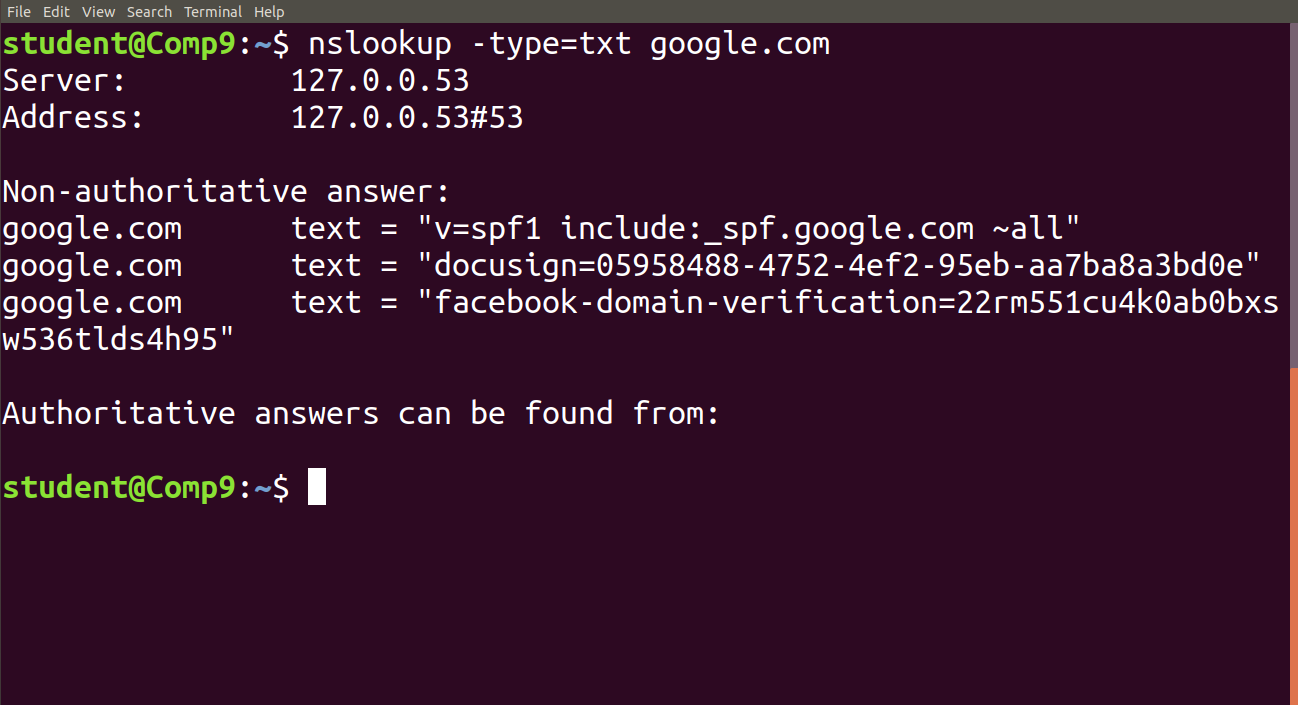 File Edit View Search Terminal Help
student@Comp9:~$ nslookup -type=txt google.com
Server:         127.0.0.53
Address:        127.0.0.53#53

Non-authoritative answer:
google.com      text = "v=spf1 include:_spf.google.com ~all"
google.com      text = "docusign=05958488-4752-4ef2-95eb-aa7ba8a3bd0e"
google.com      text = "facebook-domain-verification=22rm551cu4k0ab0bxs
w536tlds4h95"

Authoritative answers can be found from:

student@Comp9:~$